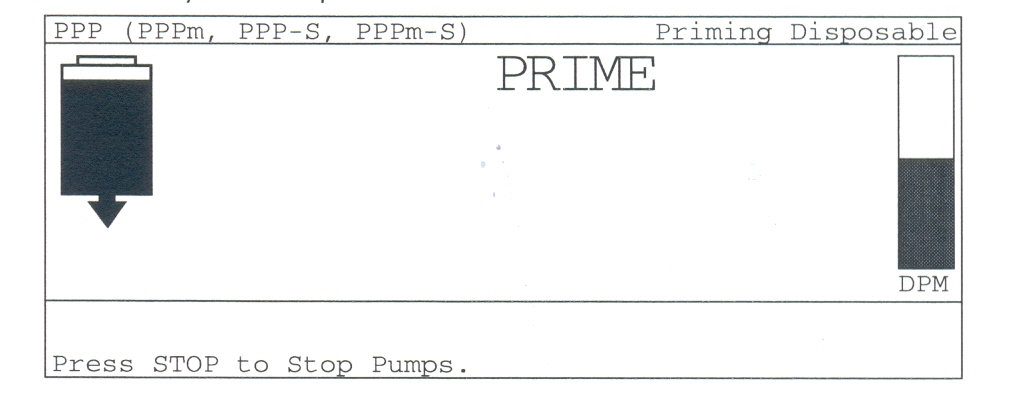 PPP (PPPm, PPP-S, PPPm-S) Priming Disposable
PRIME
DPM
Press STOP to Stop Pumps.